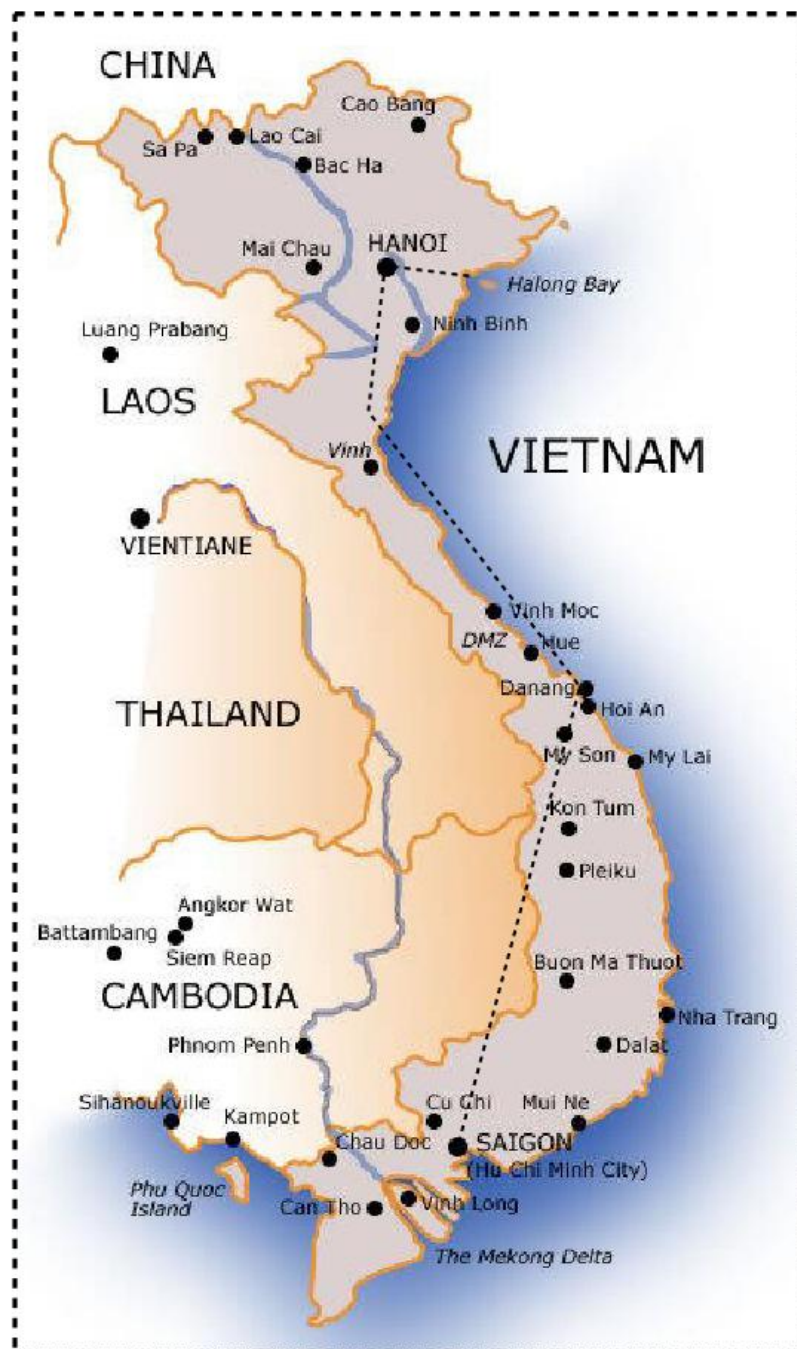 CHINA
Cao Bang
Sa Pa
Lao Cai
Bac Ha
Mai Chau
HANOI
Halong Bay
Ninh Binh
Luang Prabang
LAOS
VIETNAM
Vinh
VIENTIANE
Vinh Moc
DMZ
Hue
Danang
Hoi An
THAILAND
My Son
My Lai
Kon Tum
Pleiku
Angkor Wat
Battambang
Siem Reap
Buon Ma Thuot
CAMBODIA
Nha Trang
Phnom Penh
Dalat
Sihanoukville
Kampot
Cu Chi
Mui Ne
Chau Doc
SAIGON
(Hu Chi Minh City)
Phu Quoc
Island
Can Tho
Vinh Long
The Mekong Delta